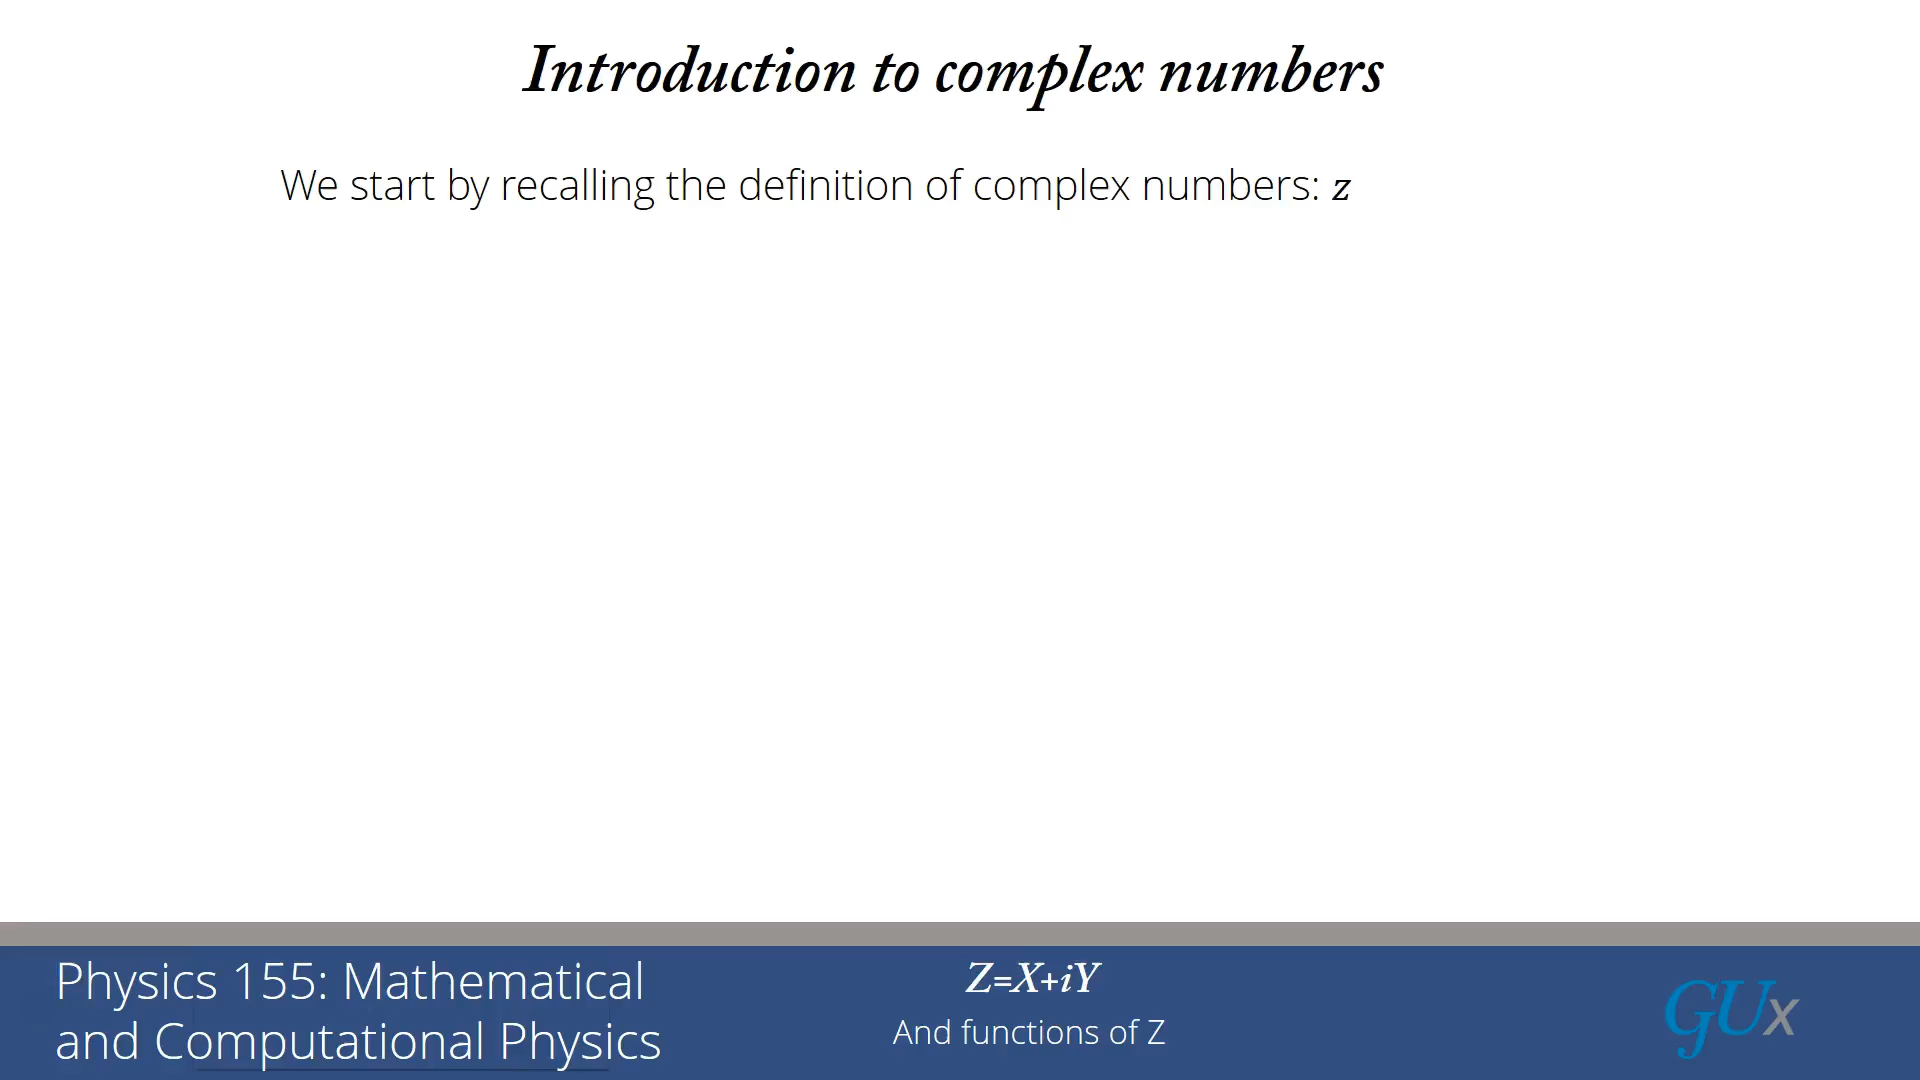 Introduction to complex numbers
We start by recalling the definition of complex numbers: z
Physics 155: Mathematical
and Computational Physics
Z=X+iY
And functions of Z
GUx